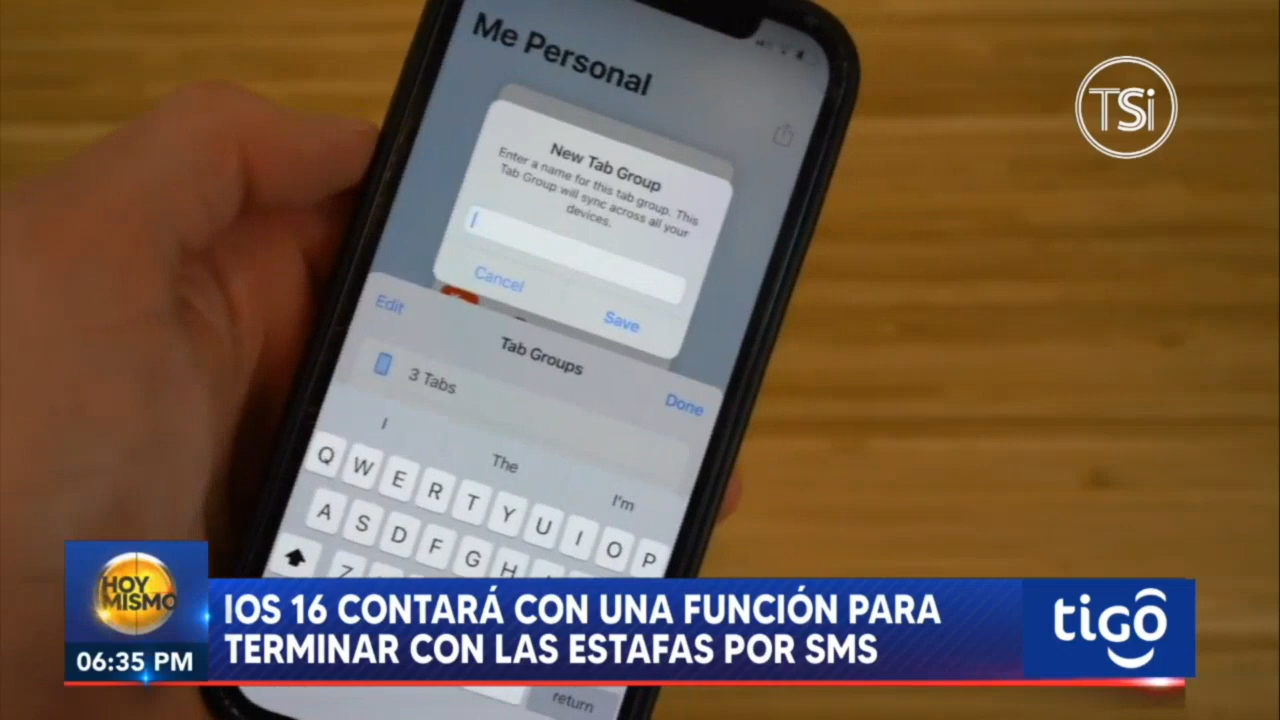 Me Personal
TSi
New Tab Group
Enter a name for this tab group. This
Tab Group will sync across all your
devices.
Cancel
Save
Edit
Tab Groups
Done
3 Tabs
I
The
I'm
Q W E R T Y U I O P
A S D F G H
Z
return
HOY
MISMO
06:35 PM
IOS 16 CONTARÁ CON UNA FUNCIÓN PARA
TERMINAR CON LAS ESTAFAS POR SMS
tigo